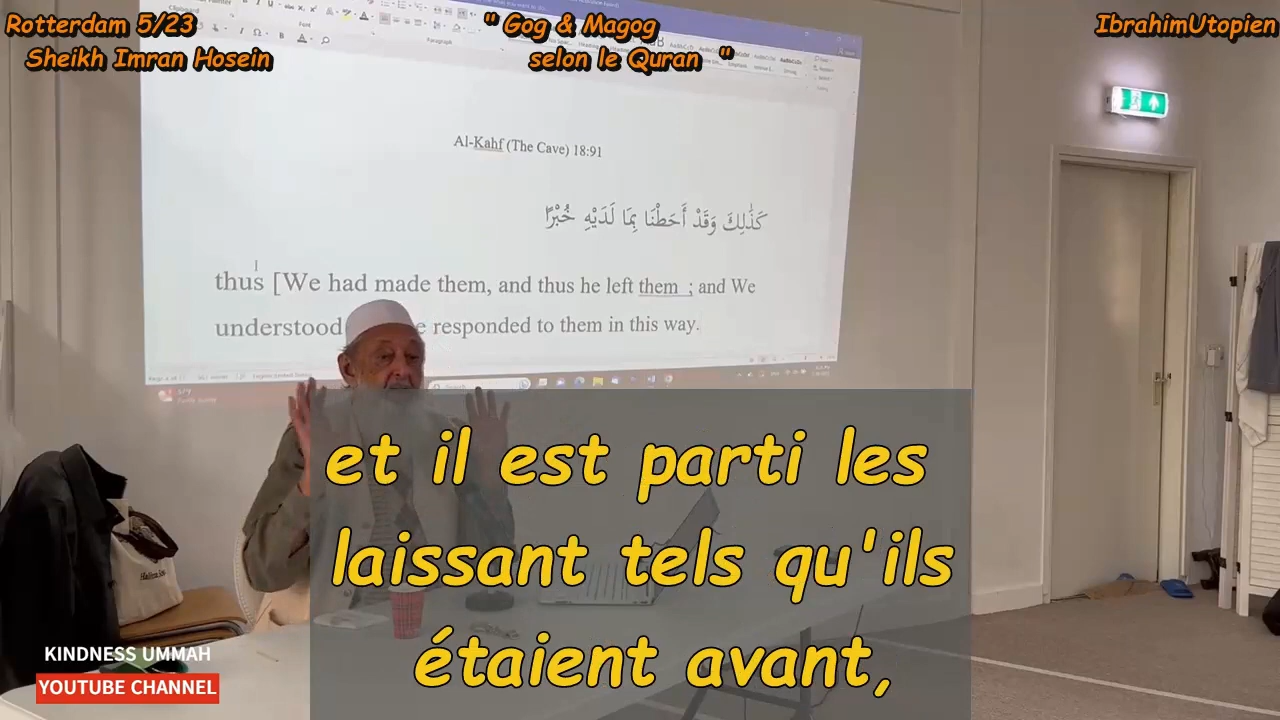 Rotterdam 5/23
Sheikh Imran Hosein
" Gog & Magog
selon le Quran "
IbrahimUtopien
Al-Kahf (The Cave) 18:91
كَذَٰلِكَ وَقَدْ أَحَطْنَا بِمَا لَدَيْهِ خُبْرًا
thus [We had made them, and thus he left them ; and We
understood
responded to them in this way.
et il est parti les
laissant tels qu'ils
étaient avant,
KINDNESS UMMAH
YOUTUBE CHANNEL